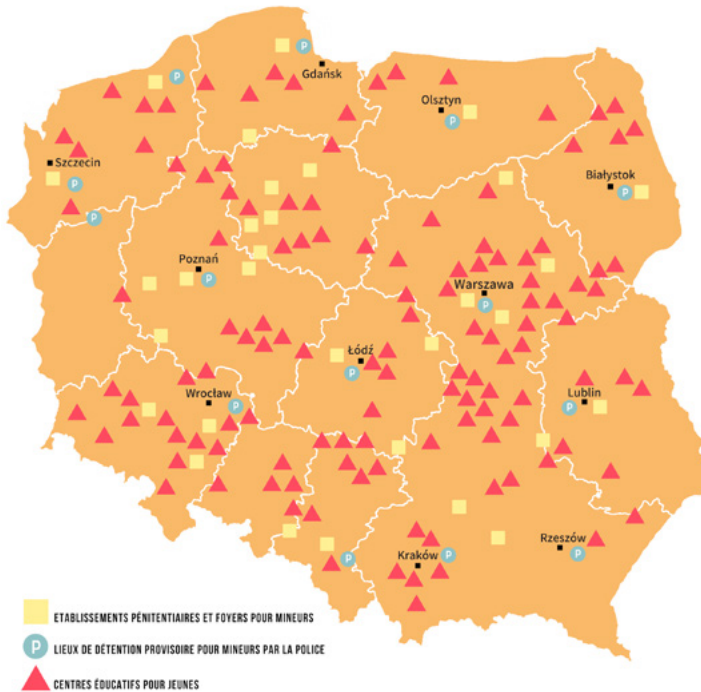 Gdańsk
Olsztyn
Szczecin
Białystok
Poznań
Warszawa
Łódź
Wrocław
Lublin
Kraków
Rzeszów
P
P
P
P
P
P
P
P
P
P
P
P
P
P
ETABLISSEMENTS PÉNITENTIAIRES ET FOYERS POUR MINEURS
P LIEUX DE DÉTENTION PROVISOIRE POUR MINEURS PAR LA POLICE
CENTRES ÉDUCATIFS POUR JEUNES